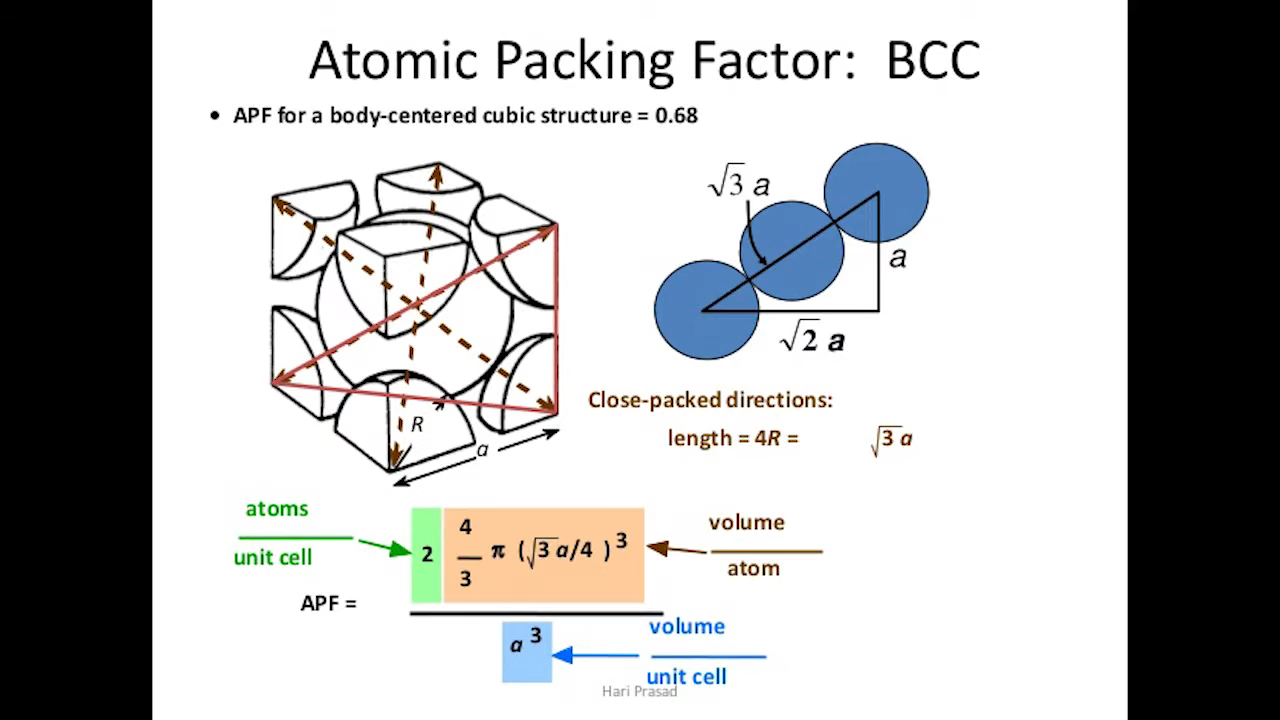 Atomic Packing Factor: BCC
• APF for a body-centered cubic structure = 0.68
√3 a
a
√2 a
R
a
Close-packed directions:
length = 4R = √3 a
atoms
unit cell
2
4
3
π (√3 a/4 ) 3
volume
atom
APF =
a 3
volume
unit cell
Hari Prasad